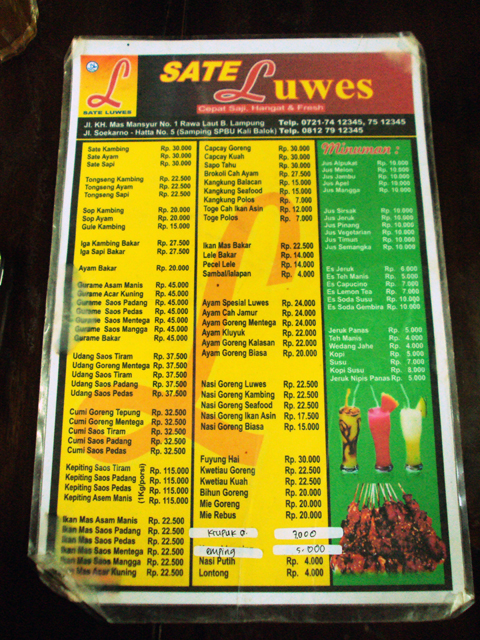 L
SATE LUWES
SATE Luwes
Cepat Saji, Hangat & Fresh
Jl. KH. Mas Mansyur No. 1 Rawa Laut B. Lampung Telp. 0721-74 12345, 75 12345
Jl. Soekarno - Hatta No. 5 (Samping SPBU Kali Balok) Telp. 0812 79 12345
Sate Kambing Rp. 30.000
Sate Ayam Rp. 30.000
Sate Sapi Rp. 30.000
Tongseng Kambing Rp. 22.500
Tongseng Ayam Rp. 22.500
Tongseng Sapi Rp. 22.500
Sop Kambing Rp. 20.000
Sop Ayam Rp. 20.000
Gule Kambing Rp. 15.000
Iga Kambing Bakar Rp. 27.500
Iga Sapi Bakar Rp. 27.500
Ayam Bakar Rp. 20.000
Gurame Asam Manis Rp. 45.000
Gurame Acar Kuning Rp. 45.000
Gurame Saos Padang Rp. 45.000
Gurame Saos Pedas Rp. 45.000
Gurame Saos Mentega Rp. 45.000
Gurame Saos Mangga Rp. 45.000
Gurame Bakar Rp. 45.000
Udang Saos Tiram Rp. 37.500
Udang Goreng Mentega Rp. 37.500
Udang Saos Tiram Rp. 37.500
Udang Saos Padang Rp. 37.500
Udang Saos Pedas Rp. 37.500
Cumi Goreng Tepung Rp. 32.500
Cumi Goreng Mentega Rp. 32.500
Cumi Saos Tiram Rp. 32.500
Cumi Saos Padang Rp. 32.500
Cumi Saos Pedas Rp. 32.500
Kepiting Saos Tiram Rp. 115.000
Kepiting Saos Padang Rp. 115.000
Kepiting Saos Pedas Rp. 115.000
Kepiting Asem Manis Rp. 115.000
(1Kg/porsi)
Ikan Mas Asam Manis Rp. 22.500
Ikan Mas Saos Padang Rp. 22.500
Ikan Mas Saos Pedas Rp. 22.500
Ikan Mas Saos Mentega Rp. 22.500
Ikan Mas Saos Mangga Rp. 22.500
Ikan Mas Acar Kuning Rp. 22.500
Capcay Goreng Rp. 30.000
Capcay Kuah Rp. 30.000
Sapo Tahu Rp. 30.000
Brokoli Cah Ayam Rp. 27.500
Kangkung Balacan Rp. 15.000
Kangkung Seafood Rp. 15.000
Kangkung Polos Rp. 7.000
Toge Cah Ikan Asin Rp. 12.000
Toge Polos Rp. 7.000
Ikan Mas Bakar Rp. 22.500
Lele Bakar Rp. 14.000
Pecel Lele Rp. 14.000
Sambal/lalapan Rp. 4.000
Ayam Spesial Luwes Rp. 24.000
Ayam Cah Jamur Rp. 24.000
Ayam Goreng Mentega Rp. 24.000
Ayam Kluyuk Rp. 22.000
Ayam Goreng Kalasan Rp. 22.000
Ayam Goreng Biasa Rp. 20.000
Nasi Goreng Luwes Rp. 22.500
Nasi Goreng Kambing Rp. 22.500
Nasi Goreng Seafood Rp. 22.500
Nasi Goreng Ikan Asin Rp. 17.500
Nasi Goreng Biasa Rp. 15.000
Fuyung Hai Rp. 30.000
Kwetiau Goreng Rp. 22.500
Kwetiau Kuah Rp. 22.500
Bihun Goreng Rp. 20.000
Mie Goreng Rp. 20.000
Mie Rebus Rp. 20.000
Krupuk
emping 5.000
Nasi Putih Rp. 4.000
Lontong Rp. 4.000
Minuman :
Jus Alpukat Rp. 10.000
Jus Melon Rp. 10.000
Jus Jambu Rp. 10.000
Jus Apel Rp. 10.000
Jus Mangga Rp. 10.000
Jus Sirsak Rp. 10.000
Jus Jeruk Rp. 10.000
Jus Pinang Rp. 10.000
Jus Vegetarian Rp. 10.000
Jus Timun Rp. 10.000
Jus Semangka Rp. 10.000
Es Jeruk Rp. 6.000
Es Teh Manis Rp. 5.000
Es Capucino Rp. 7.000
Es Lemon Tea Rp. 7.000
Es Soda Susu Rp. 10.000
Es Soda Gembira Rp. 10.000
Jeruk Panas Rp. 5.000
Teh Manis Rp. 4.000
Wedang Jahe Rp. 4.000
Kopi Rp. 5.000
Susu Rp. 7.000
Kopi Susu Rp. 8.000
Jeruk Nipis Panas Rp. 5.000